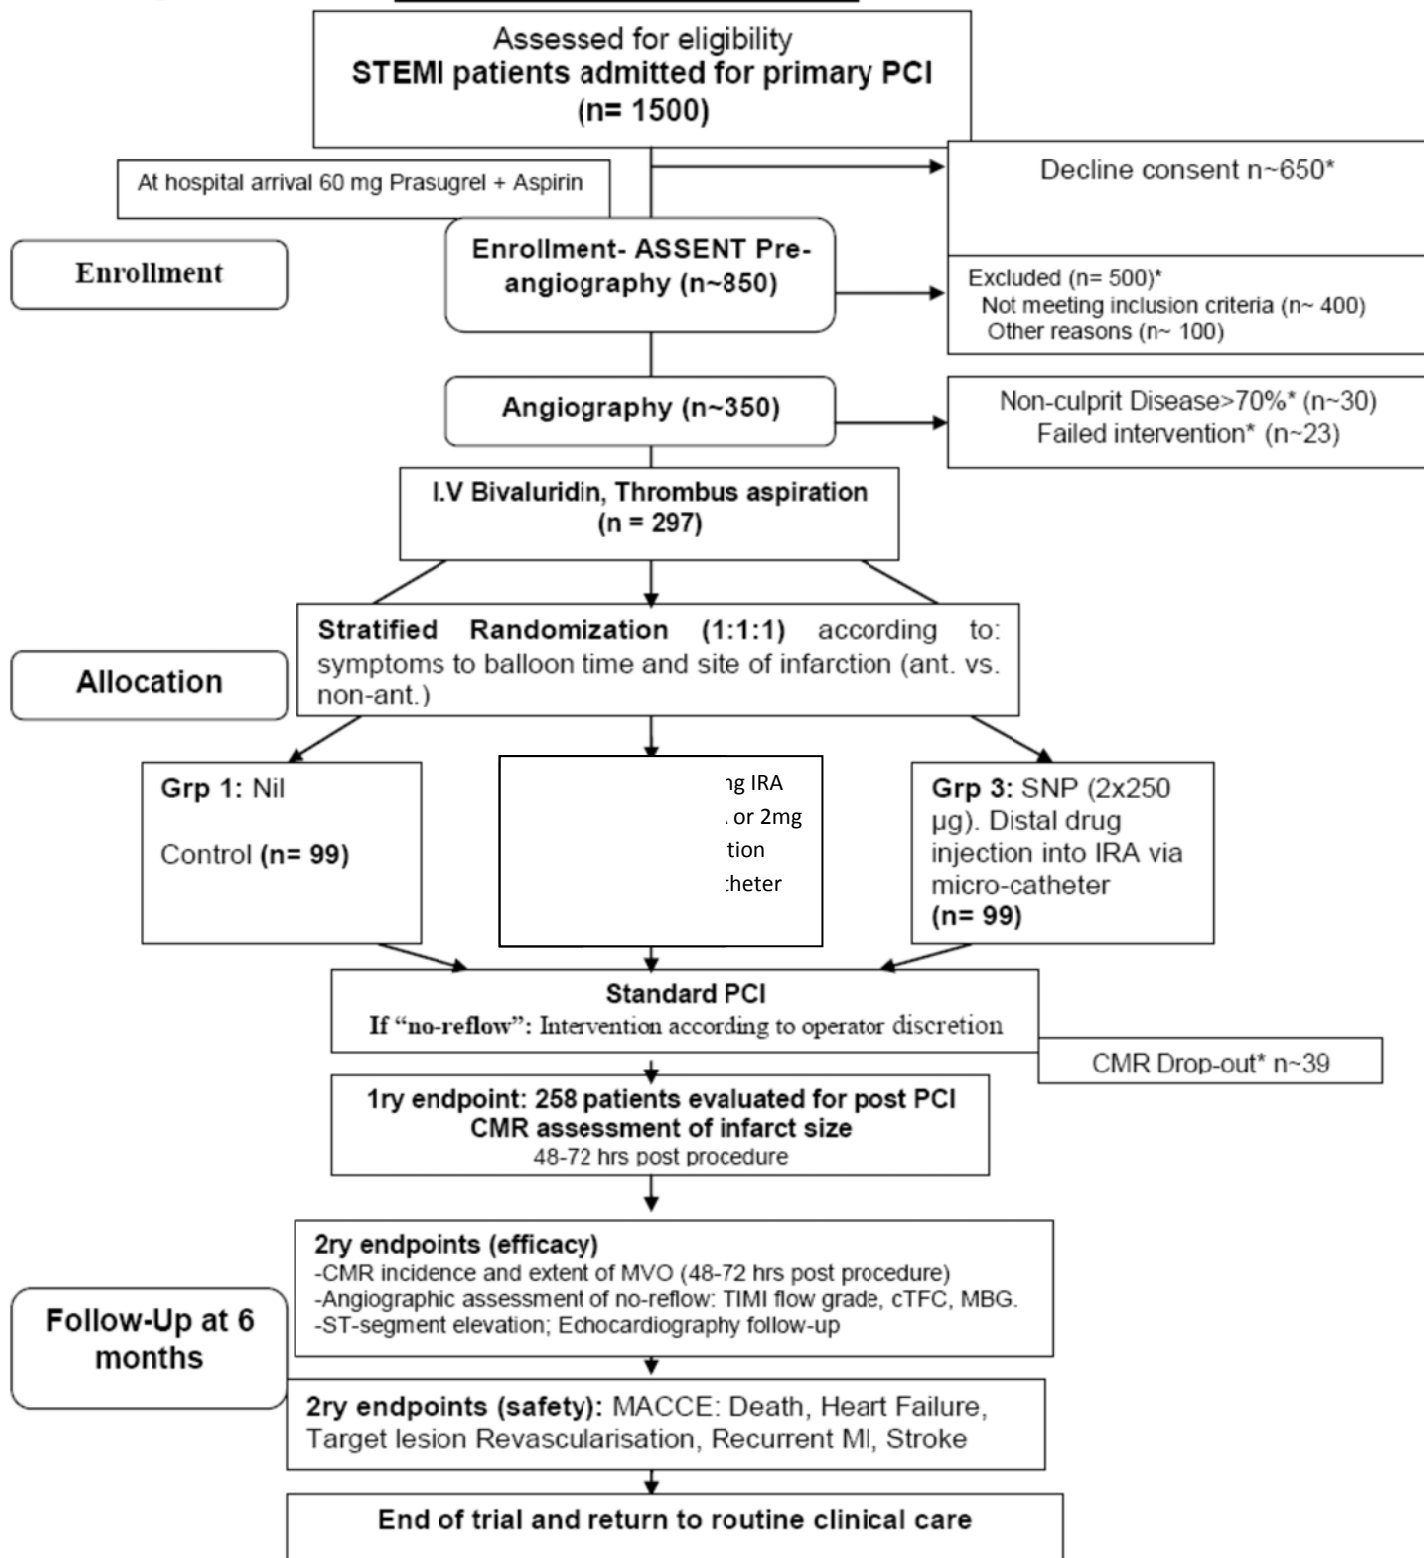 Assessed for eligibility
STEMI patients admitted for primary PCI
(n= 1500)
At hospital arrival 60 mg Prasugrel + Aspirin
Decline consent n~650*
Enrollment
Enrollment- ASSENT Pre-
angiography (n~850)
Excluded (n= 500)*
Not meeting inclusion criteria (n~ 400)
Other reasons (n~ 100)
Angiography (n~350)
Non-culprit Disease>70%* (n~30)
Failed intervention* (n~23)
I.V Bivaluridin, Thrombus aspiration
(n = 297)
Allocation
Stratified Randomization (1:1:1) according to:
symptoms to balloon time and site of infarction (ant. vs.
non-ant.)
Grp 1: Nil
Control (n= 99)
IRA
or 2mg
Grp 3: SNP (2x250
µg). Distal drug
injection into IRA via
micro-catheter
(n= 99)
Standard PCI
If “no-reflow”: Intervention according to operator discretion
CMR Drop-out* n~39
1ry endpoint: 258 patients evaluated for post PCI
CMR assessment of infarct size
48-72 hrs post procedure
Follow-Up at 6
months
2ry endpoints (efficacy)
-CMR incidence and extent of MVO (48-72 hrs post procedure)
-Angiographic assessment of no-reflow: TIMI flow grade, cTFC, MBG.
-ST-segment elevation; Echocardiography follow-up
2ry endpoints (safety): MACCE: Death, Heart Failure,
Target lesion Revascularisation, Recurrent MI, Stroke
End of trial and return to routine clinical care